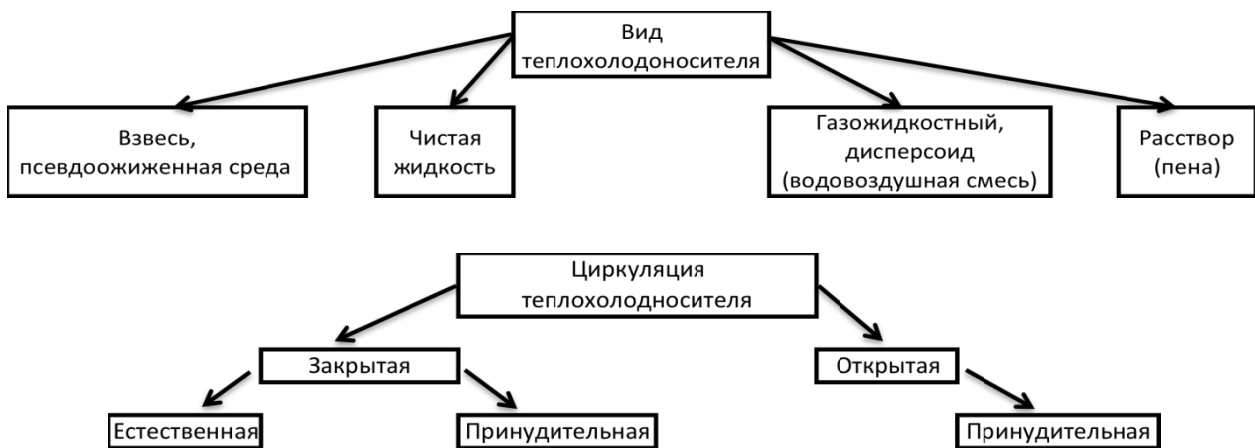 Вид
теплохолодоносителя
Взвесь,
псевдоожиженная среда
Чистая
жидкость
Газожидкостный,
дисперсоид
(водовоздушная смесь)
Расствор
(пена)
Циркуляция
теплохолодносителя
Закрытая
Открытая
Естественная
Принудительная
Принудительная